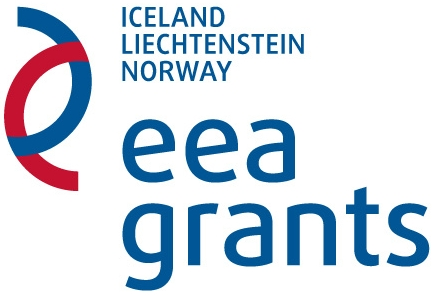 ICELAND
LIECHTENSTEIN
NORWAY
eea
grants